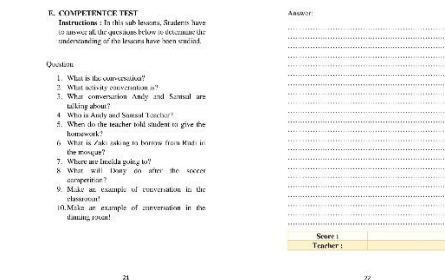 E. COMPETENTCE TEST
Instructions : In this sub lessons, Students have
to answer all the questions below to determine the
understanding of the lessons have been studied.
Question
1. What is the conversation?
2. What activity conversation is?
3. What conversation Andy and Samsul are
talking about?
4. Who is Andy and Samsul Teacher?
5. When do the teacher told student to give the
homework?
6. What is Zaki asking to borrow from Rudi in
the mosque?
7. Where are Imelda going to?
8. What will Dony do after the soccer
competition?
9. Make an example of conversation in the
classroom!
10. Make an example of conversation in the
dinning room!
21
Answer:
Score :
Teacher :
22